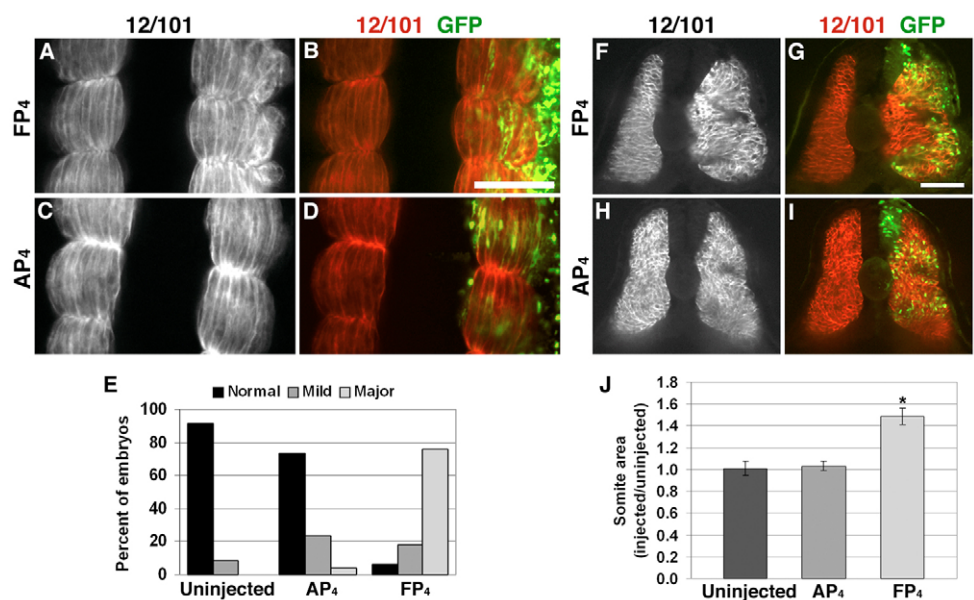 12/101
12/101 GFP
12/101
12/101 GFP
FP4
A
B
F
G
FP4
AP4
C
D
H
I
AP4
E
Normal Mild Major
Percent of embryos
100
80
60
40
20
0
Uninjected AP4 FP4
J
Somite area
(injected/uninjected)
1.8
1.6
1.4
1.2
1.0
0.8
0.6
0.4
0.2
0.0
*
Uninjected AP4 FP4